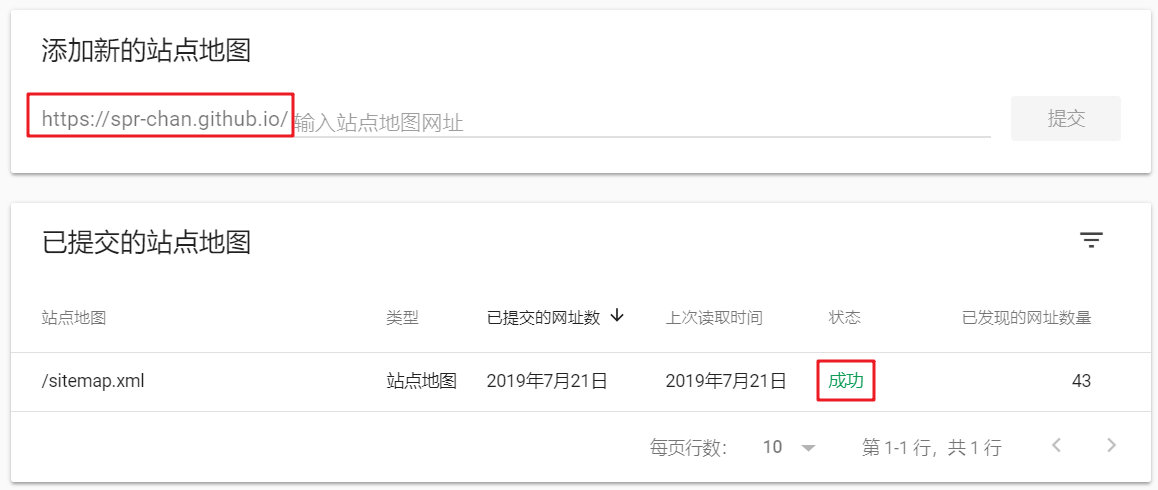 添加新的站点地图
https://spr-chan.github.io/ 输入站点地图网址 提交
已提交的站点地图
站点地图 类型 已提交的网址数 上次读取时间 状态 已发现的网址数量
/sitemap.xml 站点地图 2019年7月21日 2019年7月21日 成功 43
每页行数: 10 第 1-1 行，共 1 行